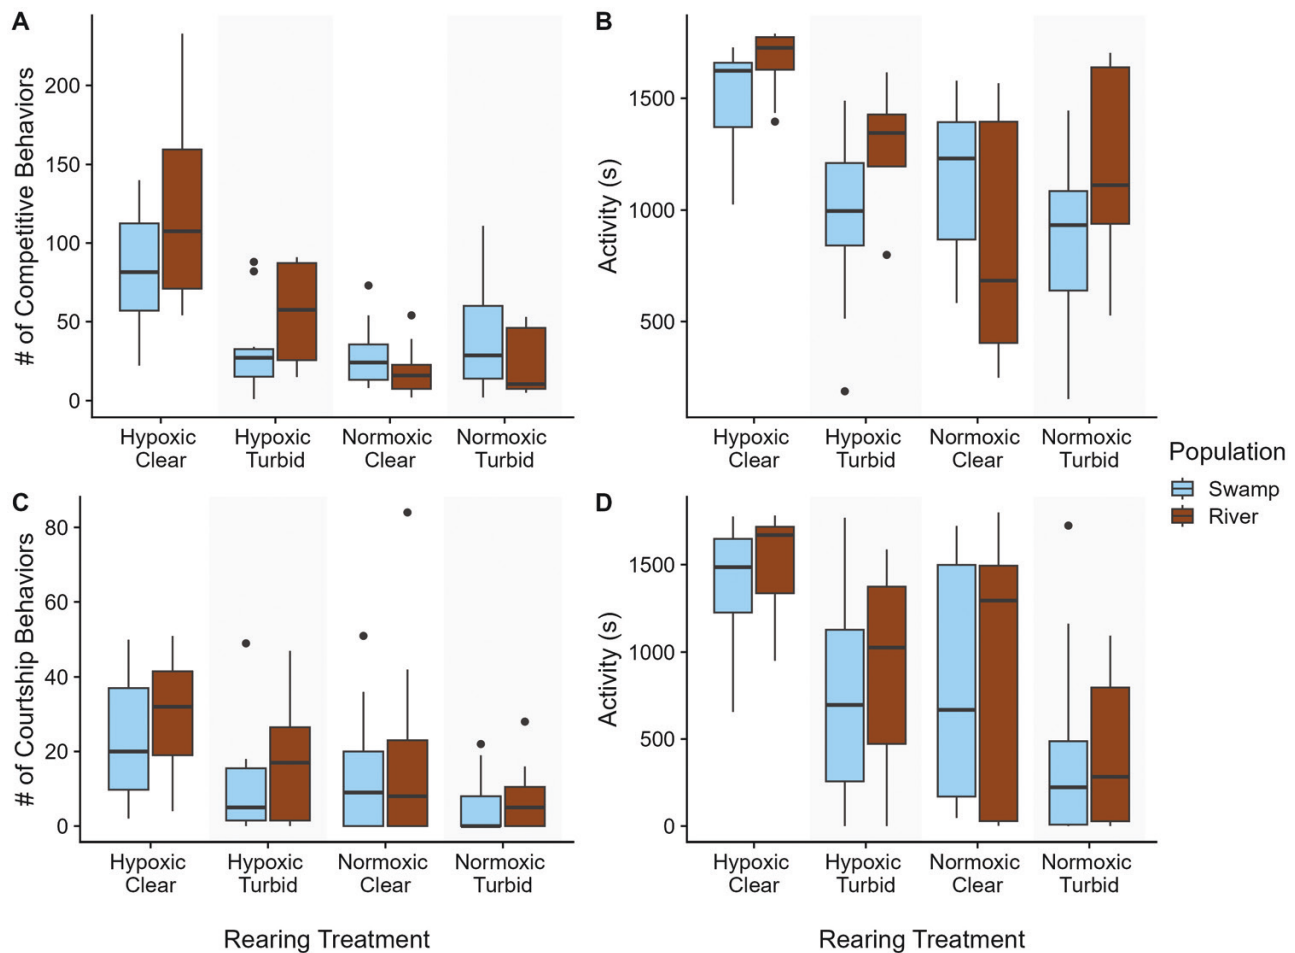 A
# of Competitive Behaviors
200
150
100
50
0
Hypoxic
Clear
Hypoxic
Turbid
Normoxic
Clear
Normoxic
Turbid
B
Activity (s)
1500
1000
500
Hypoxic
Clear
Hypoxic
Turbid
Normoxic
Clear
Normoxic
Turbid
Population
Swamp
River
C
# of Courtship Behaviors
80
60
40
20
0
Hypoxic
Clear
Hypoxic
Turbid
Normoxic
Clear
Normoxic
Turbid
Rearing Treatment
D
Activity (s)
1500
1000
500
0
Hypoxic
Clear
Hypoxic
Turbid
Normoxic
Clear
Normoxic
Turbid
Rearing Treatment